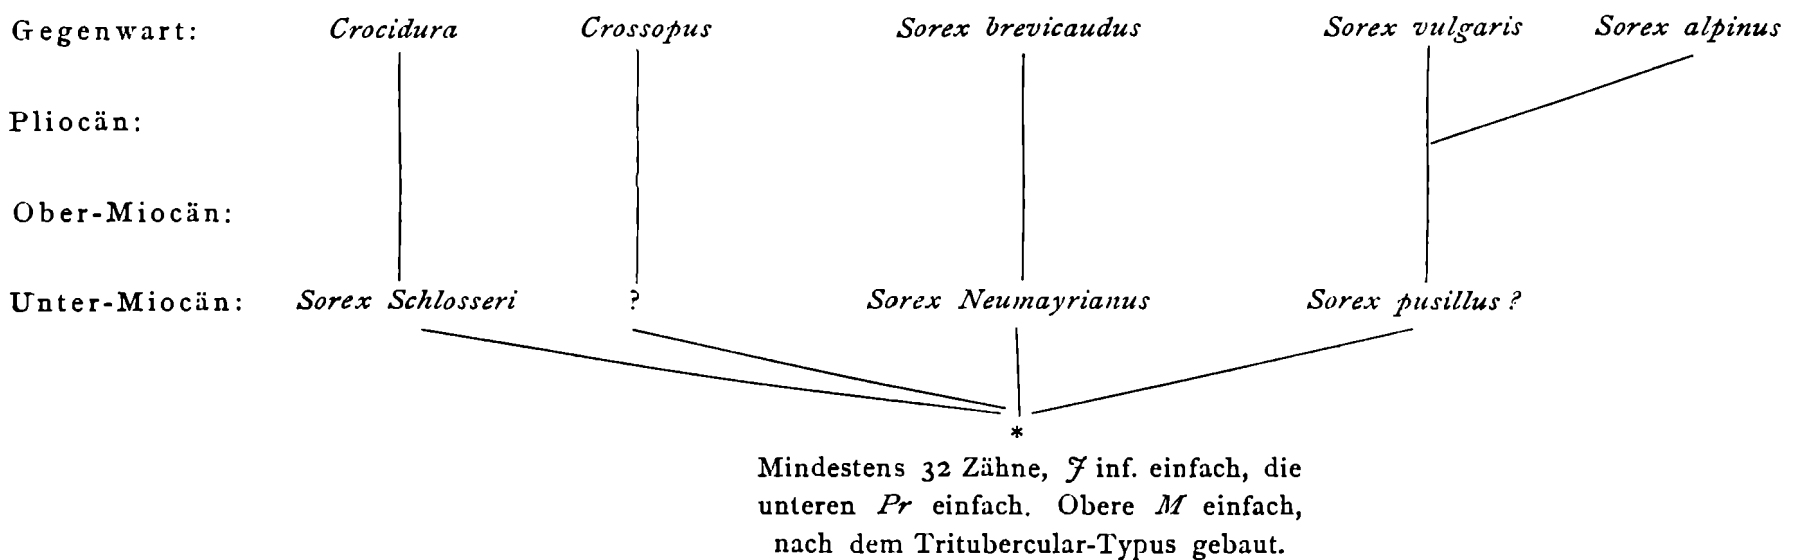 Gegenwart: Crocidura Crossopus Sorex brevicaudus Sorex vulgaris Sorex alpinus
Pliocän:
Ober-Miocän:
Unter-Miocän: Sorex Schlosseri ? Sorex Neumayrianus Sorex pusillus ?
*
Mindestens 32 Zähne, J inf. einfach, die
unteren Pr einfach. Obere M einfach,
nach dem Tritubercular-Typus gebaut.